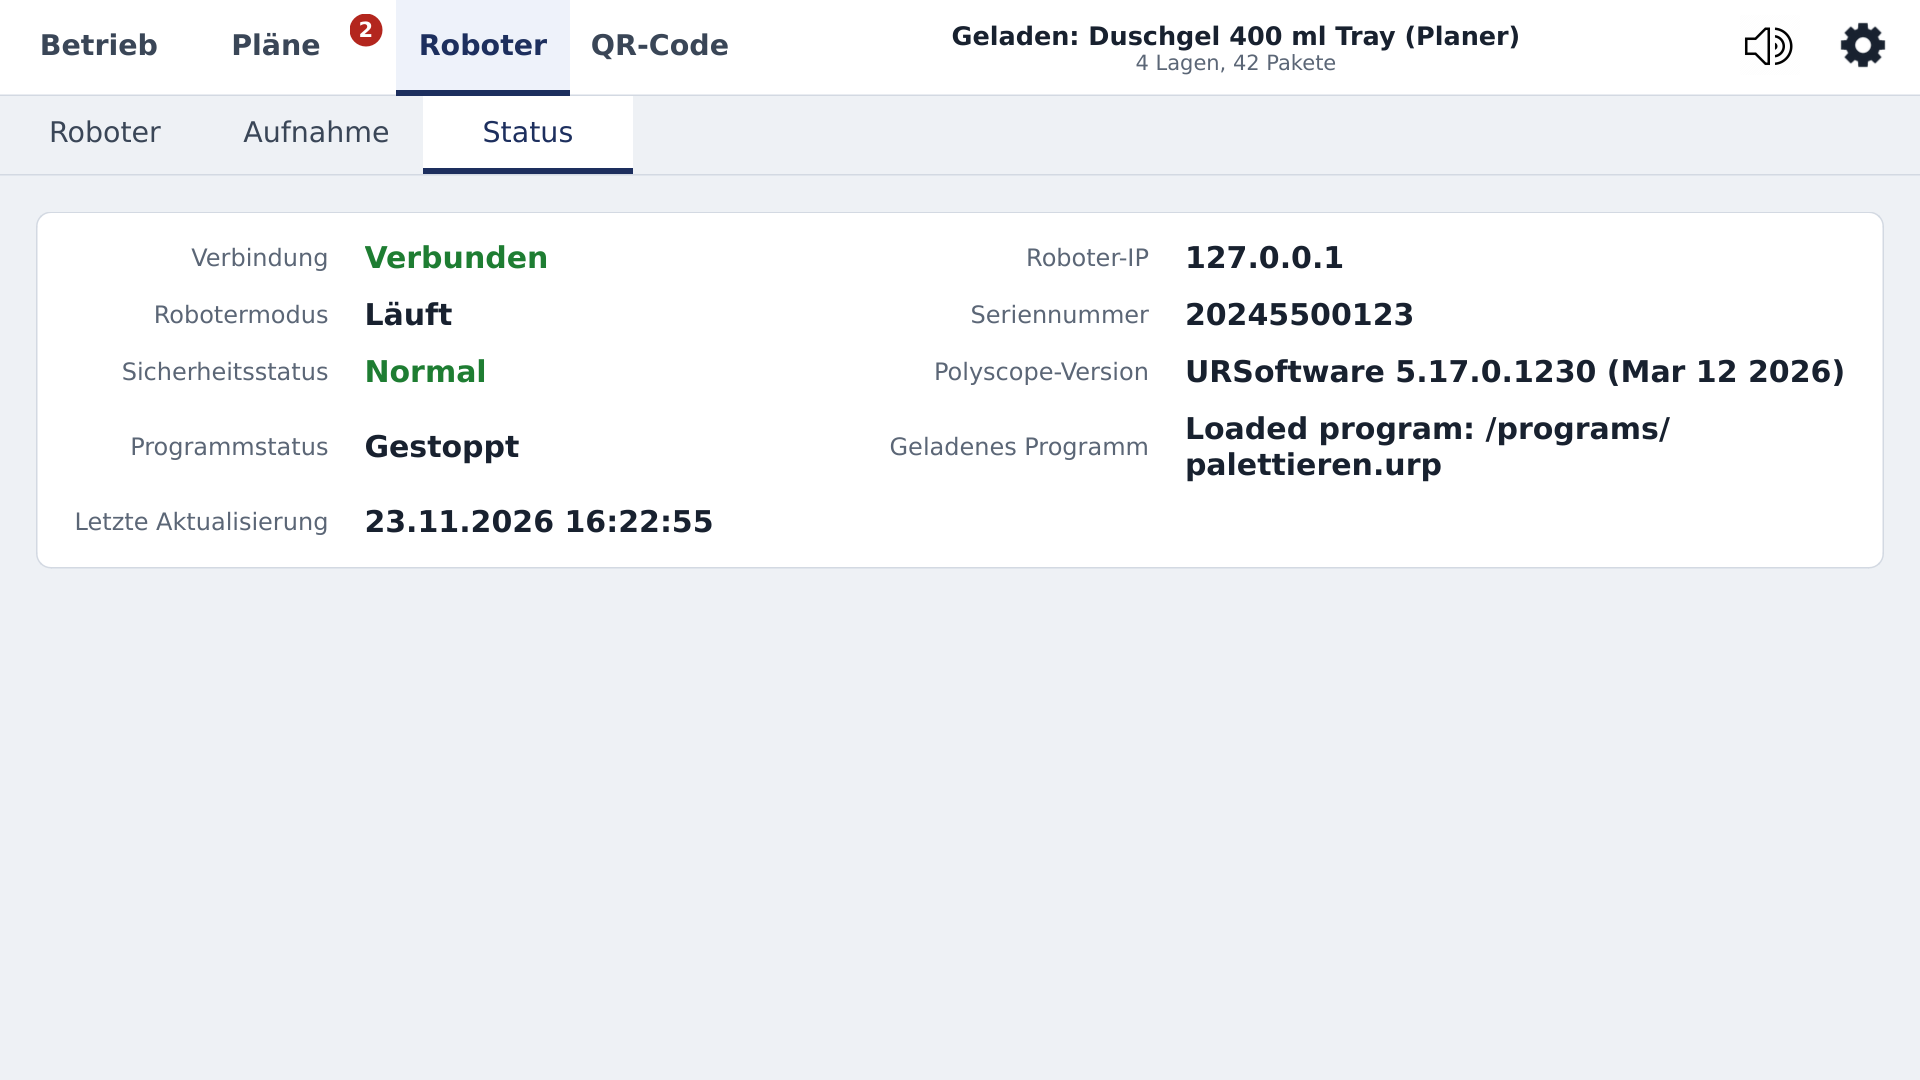 Betrieb
Pläne
2
Roboter
QR-Code
Geladen: Duschgel 400 ml Tray (Planer)
4 Lagen, 42 Pakete
Roboter
Aufnahme
Status
Verbindung Verbunden
Roboter-IP 127.0.0.1
Robotermodus Läuft
Seriennummer 20245500123
Sicherheitsstatus Normal
Polyscope-Version URSoftware 5.17.0.1230 (Mar 12 2026)
Programmstatus Gestoppt
Geladenes Programm Loaded program: /programs/
palettieren.urp
Letzte Aktualisierung 23.11.2026 16:22:55